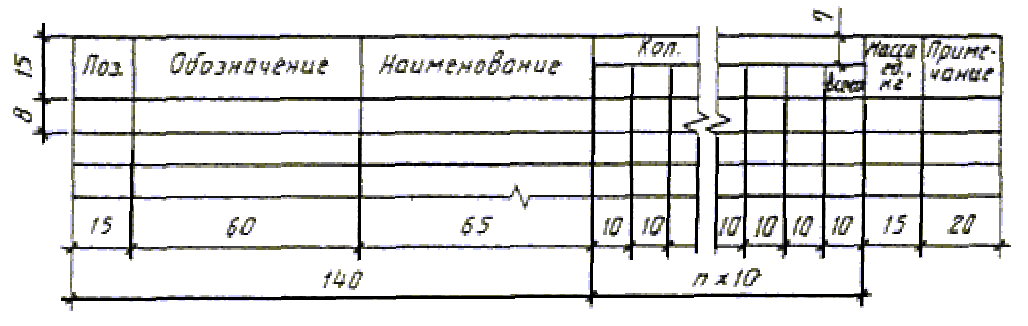 7
Кол.
Поз. Обозначение Наименование
Масса ед., кг
Приме-
чание
Всего
15
8
15 60 65 10 10 10 10 10 10 15 20
140 n x 10